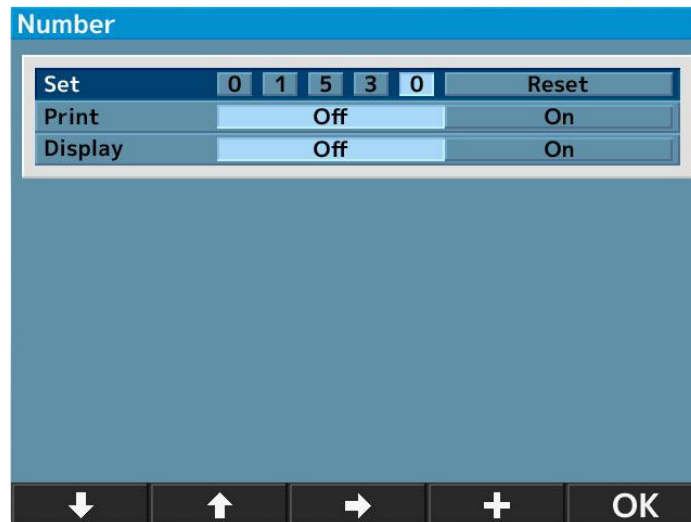 Number
Set 0 1 5 3 0 Reset
Print Off On
Display Off On
OK